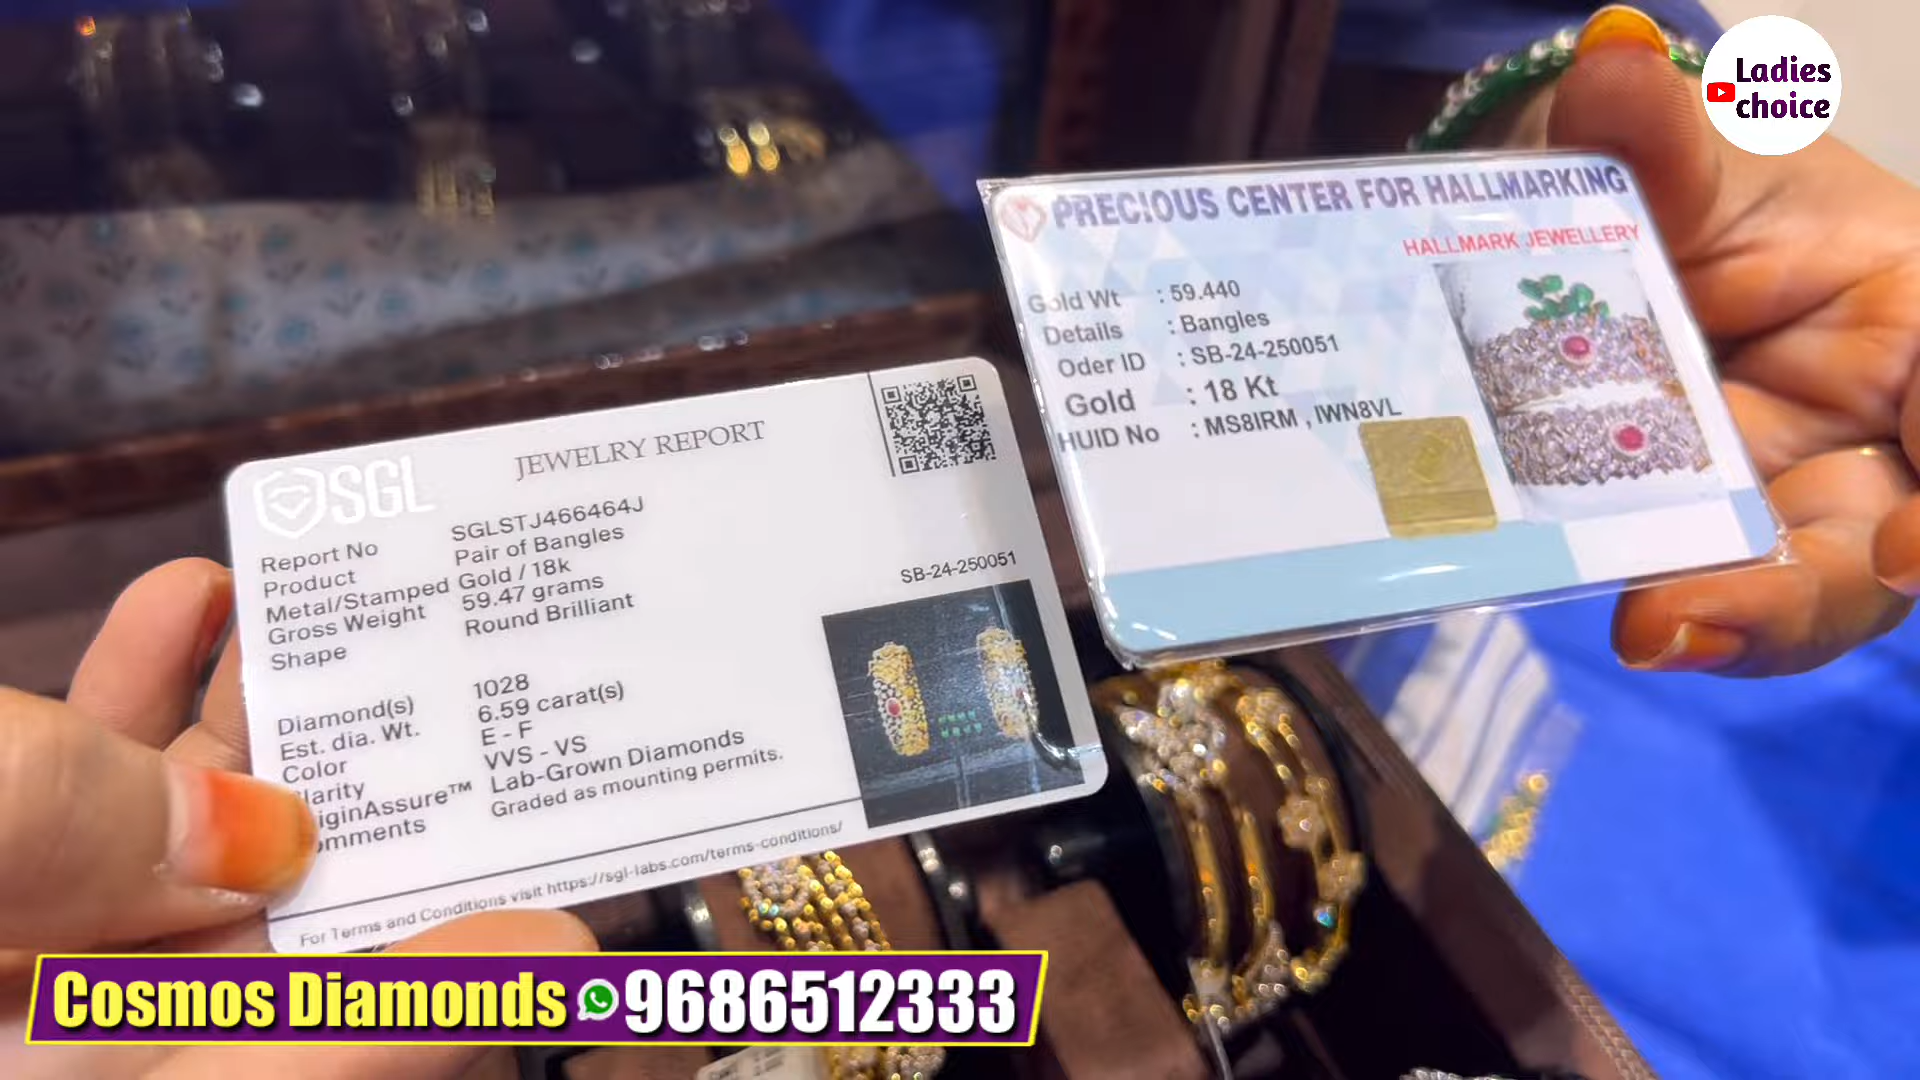 Ladies
choice
PRECIOUS CENTER FOR HALLMARKING
HALLMARK JEWELLERY
Gold Wt : 59.440
Details : Bangles
Oder ID : SB-24-250051
Gold : 18 Kt
HUID No : MS8IRM , IWN8VL
SGL
JEWELRY REPORT
Report No SGLSTJ466464J
Product Pair of Bangles
Metal/Stamped Gold / 18k
Gross Weight 59.47 grams
Shape Round Brilliant
SB-24-250051
Diamond(s) 1028
Est. dia. Wt. 6.59 carat(s)
Color E - F
larity VVS - VS
iginAssure™ Lab-Grown Diamonds
omments Graded as mounting permits.
For Terms and Conditions visit https://sgl-labs.com/terms-conditions/
Cosmos Diamonds 9686512333